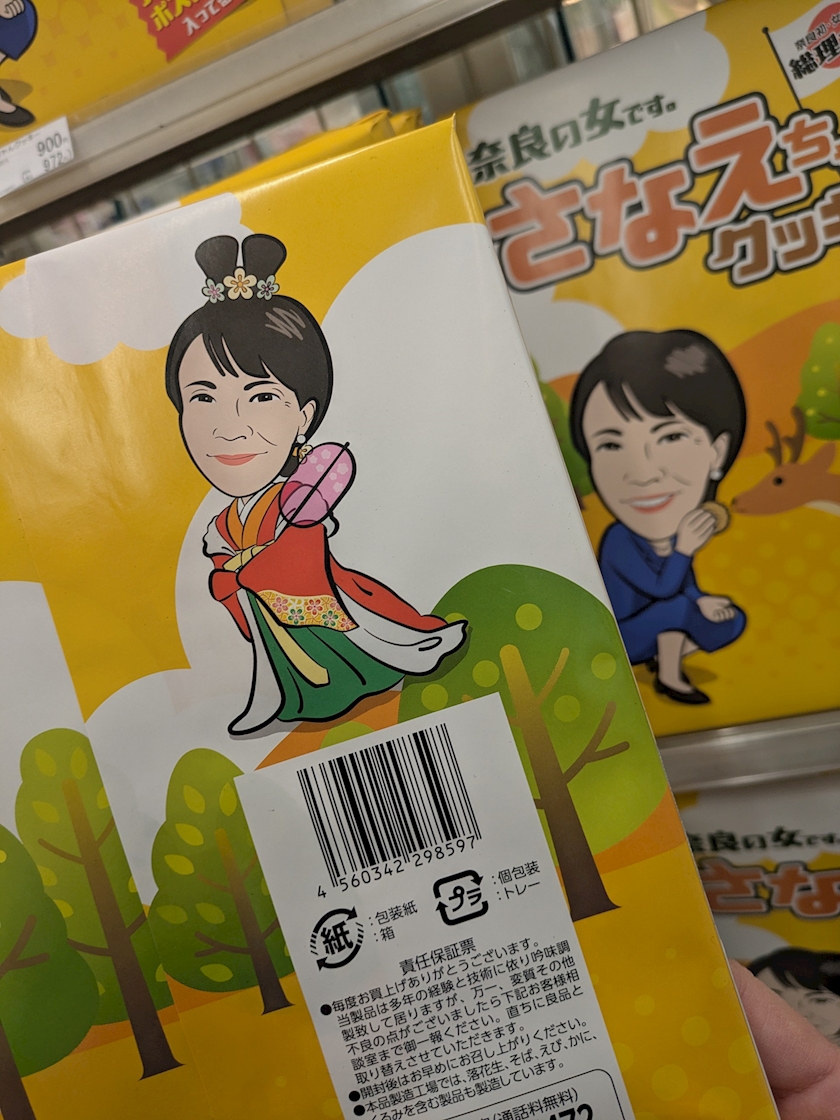 入って
900
972
奈良の女です。
さなえち
クッキ
奈良初・女
総理
4 560342 298597
紙
:包装紙
:箱
プラ
:個包装
:トレー
責任保証票
●毎度お買上げありがとうございます。
当製品は多年の経験と技術に依り吟味調
製致して居りますが、万一、変質その他
不良の点がございましたら下記お客様相
談室まで御一報ください。直ちに良品と
取り替えさせていただきます。
●開封後はお早めにお召し上がりください。
●本品製造工場では、落花生、そば、えび、かに、
くるみを含む製品も製造しています。
(通話料無料)
172
奈良の女です
さな